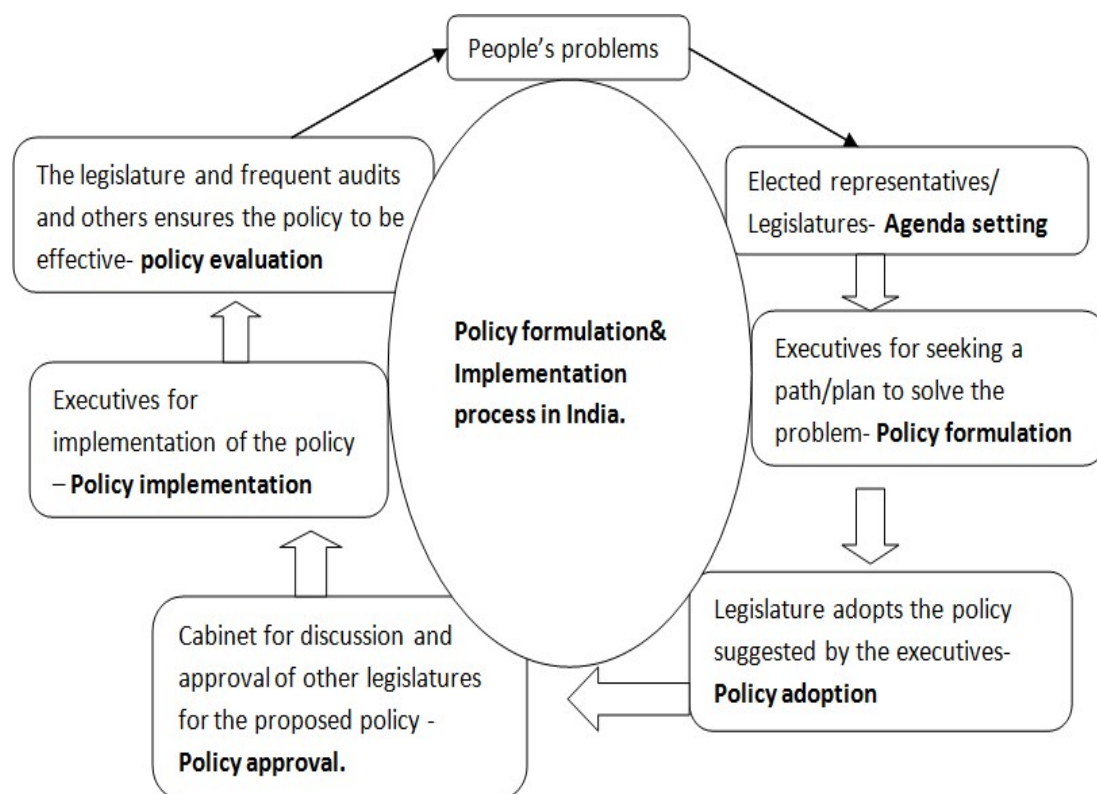 People's problems
Elected representatives/
Legislatures- Agenda setting
Executives for seeking a
path/plan to solve the
problem- Policy formulation
Legislature adopts the policy
suggested by the executives-
Policy adoption
Cabinet for discussion and
approval of other legislatures
for the proposed policy -
Policy approval.
Executives for
implementation of the policy
– Policy implementation
The legislature and frequent audits
and others ensures the policy to be
effective- policy evaluation
Policy formulation&
Implementation
process in India.